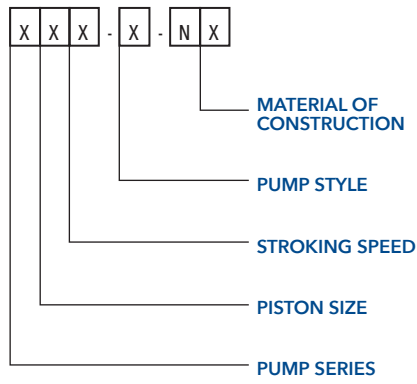 X X X - X - N X
MATERIAL OF
CONSTRUCTION
PUMP STYLE
STROKING SPEED
PISTON SIZE
PUMP SERIES